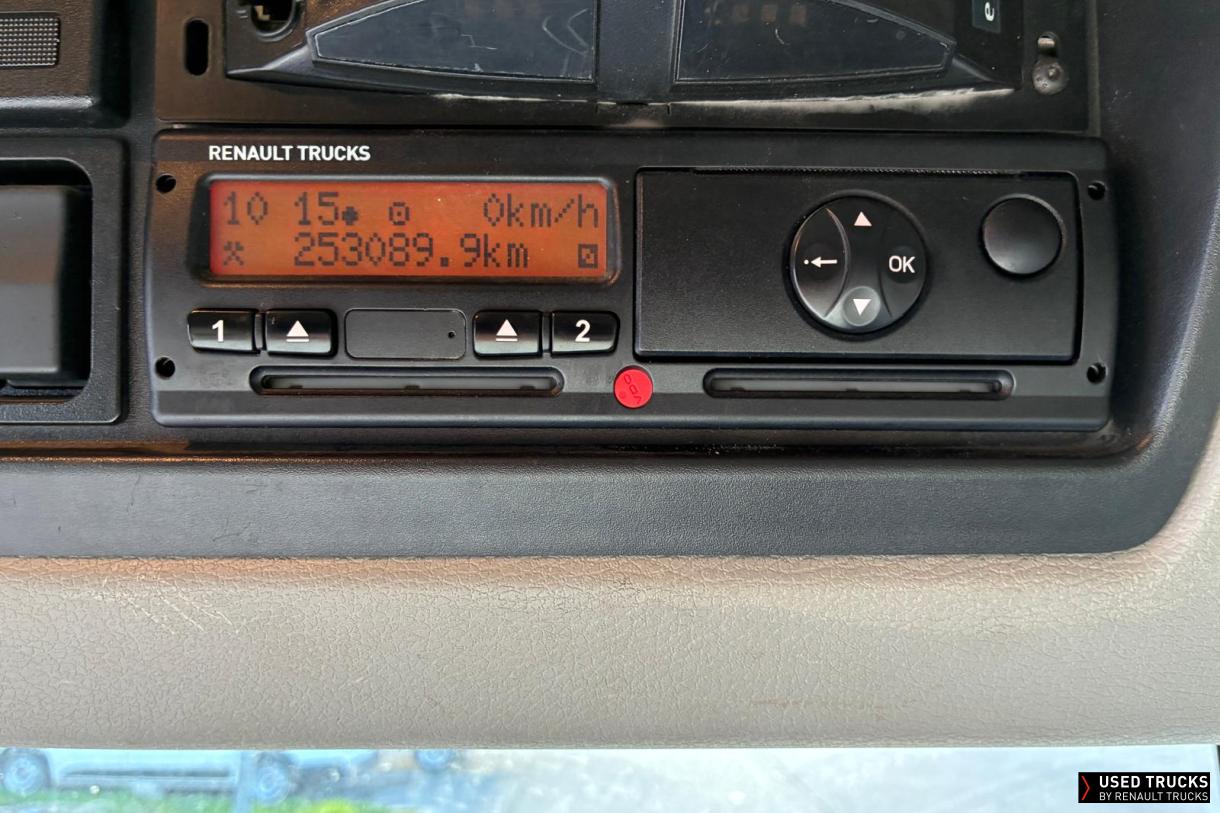 e
RENAULT TRUCKS
10 15 0km/h
253089.9km
1 2
OK
USED TRUCKS
BY RENAULT TRUCKS